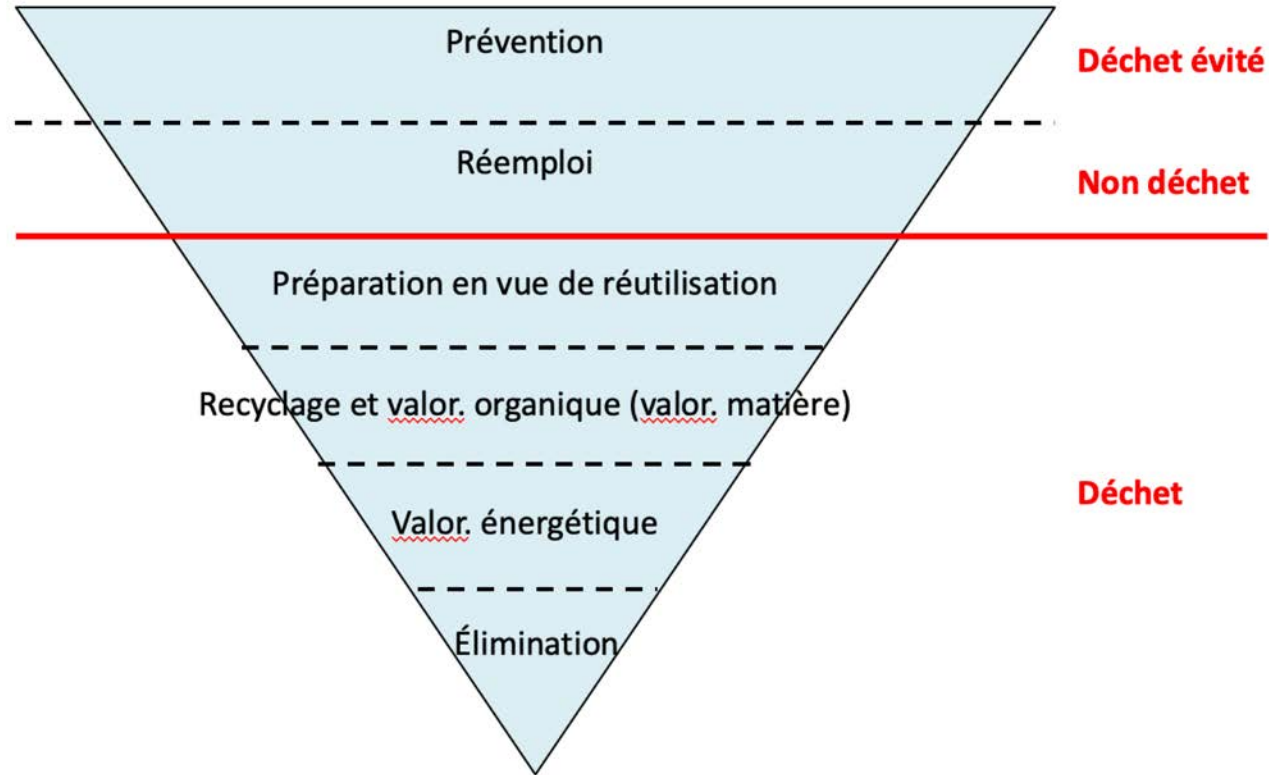 Prévention
Déchet évité
Réemploi
Non déchet
Préparation en vue de réutilisation
Recyclage et valor. organique (valor. matière)
Déchet
Valor. énergétique
Élimination